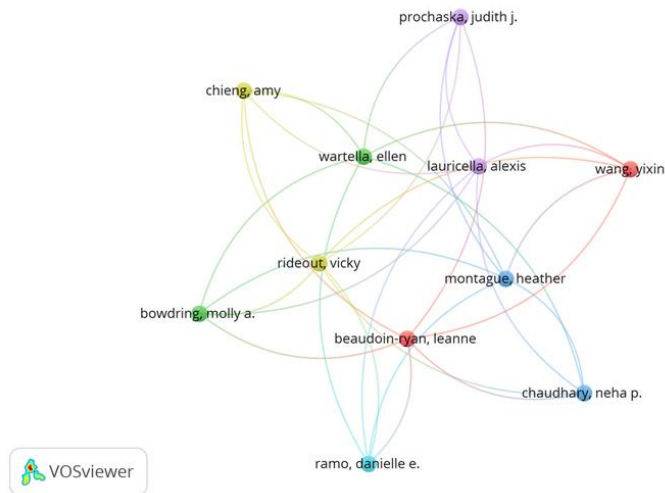 prochaska, judith j.
chieng, amy
wartella, ellen
lauricella, alexis
wang, yixin
rideout, vicky
montague, heather
bowdring, molly a.
beaudoin-ryan, leanne
chaudhary, neha p.
ramo, danielle e.
VOSviewer